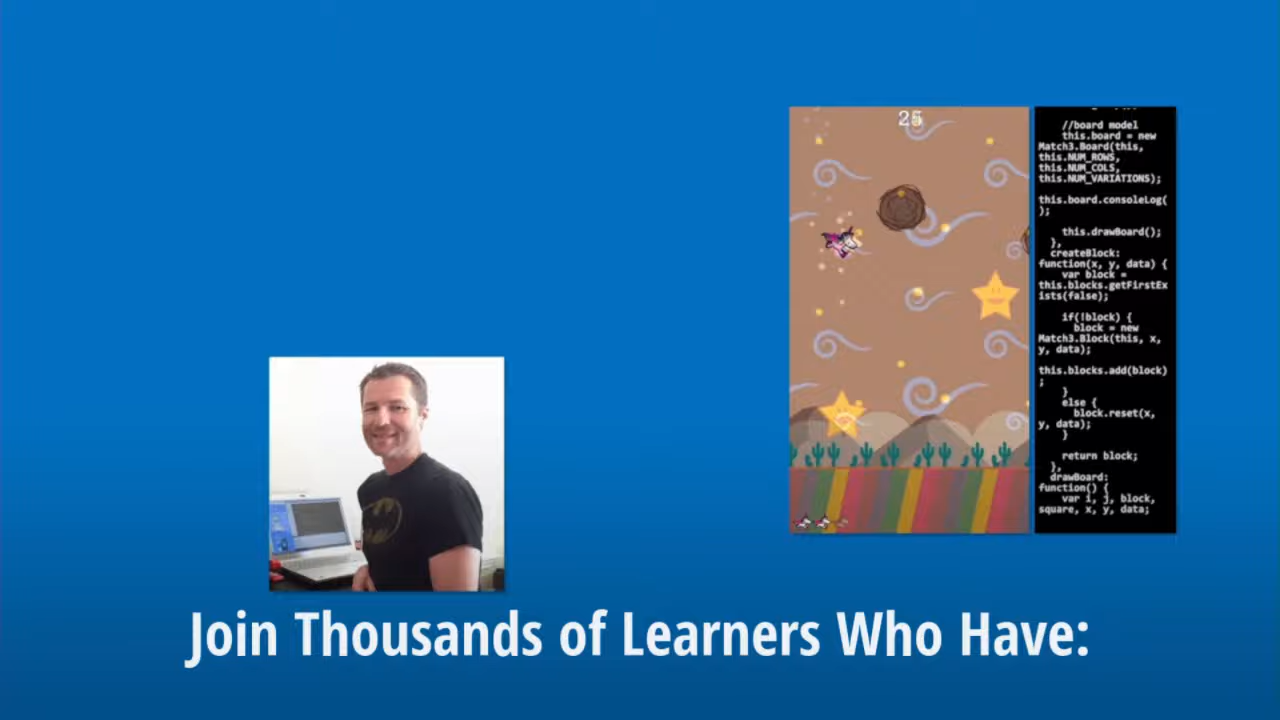 25
//board model
this.board = new
Match3.Board(this,
this.NUM_ROWS,
this.NUM_COLS,
this.NUM_VARIATIONS);
this.board.consoleLog(
);
this.drawBoard();
},
createBlock:
function(x, y, data) {
var block =
this.blocks.getFirstEx
ists(false);
if(!block) {
block = new
Match3.Block(this, x,
y, data);
this.blocks.add(block)
;
}
else {
block.reset(x,
y, data);
}
return block;
},
drawBoard:
function() {
var i, j, block,
square, x, y, data;
Join Thousands of Learners Who Have: